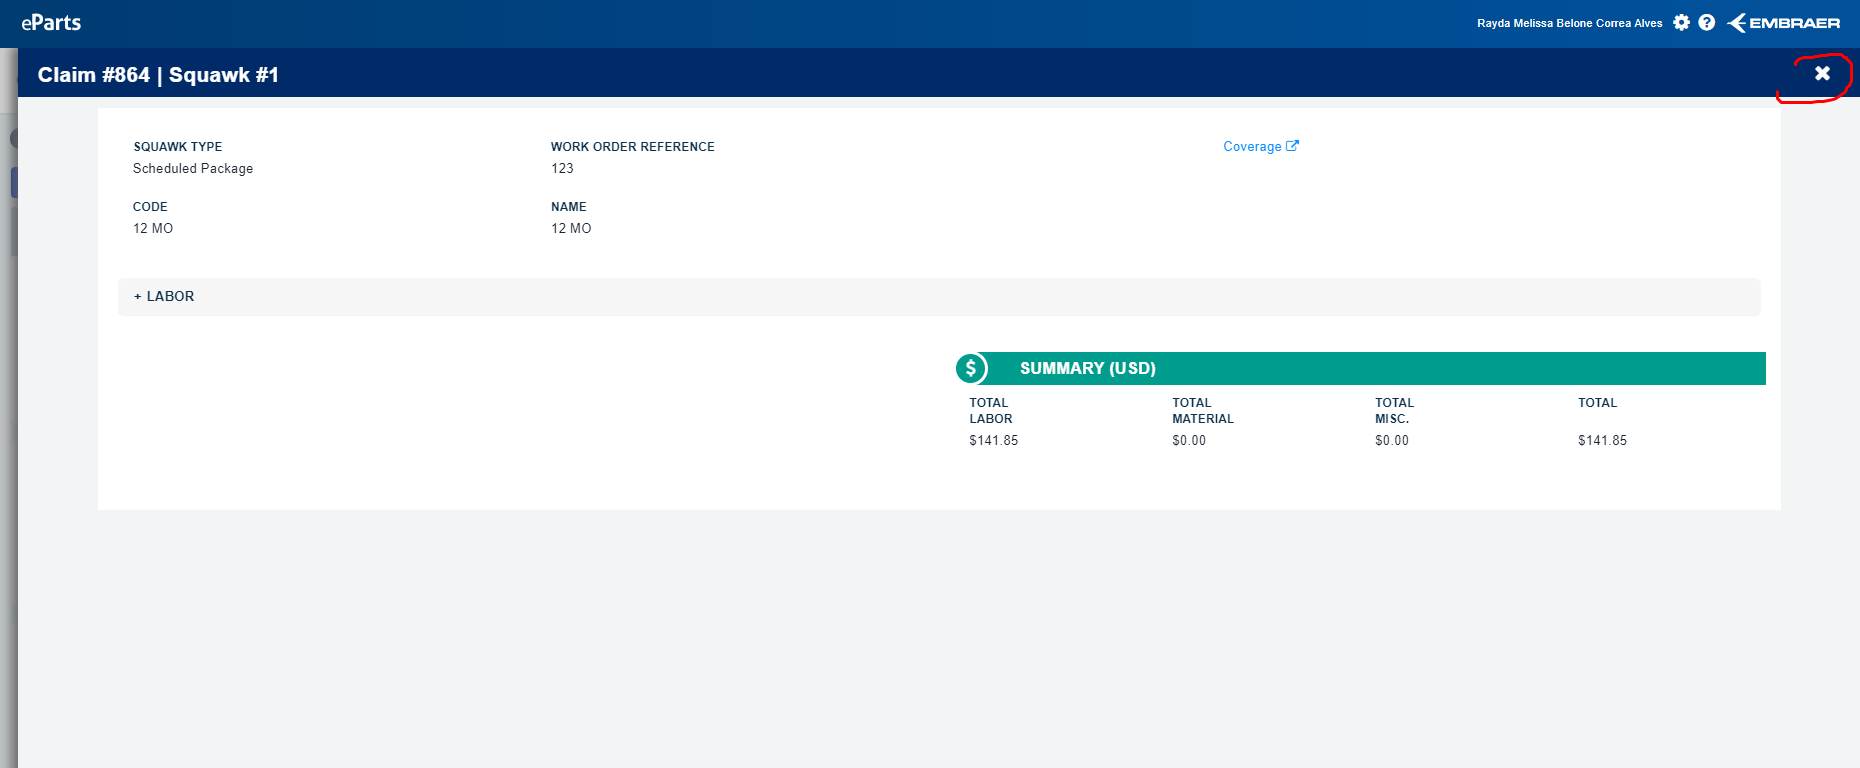 eParts
Rayda Melissa Belone Correa Alves
EMBRAER
Claim #864 | Squawk #1
SQUAWK TYPE
Scheduled Package
WORK ORDER REFERENCE
123
Coverage
CODE
12 MO
NAME
12 MO
+ LABOR
$ SUMMARY (USD)
TOTAL LABOR
$141.85
TOTAL MATERIAL
$0.00
TOTAL MISC.
$0.00
TOTAL
$141.85